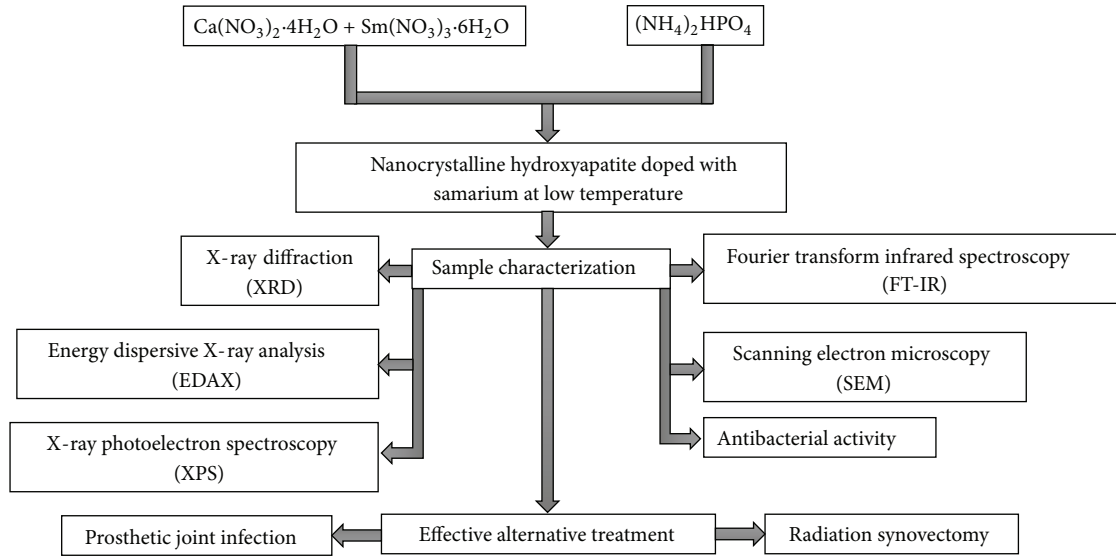 Ca(NO₃)₂·4H₂O + Sm(NO₃)₃·6H₂O
(NH₄)₂HPO₄
Nanocrystalline hydroxyapatite doped with
samarium at low temperature
X-ray diffraction
(XRD)
Sample characterization
Fourier transform infrared spectroscopy
(FT-IR)
Energy dispersive X-ray analysis
(EDAX)
Scanning electron microscopy
(SEM)
X-ray photoelectron spectroscopy
(XPS)
Antibacterial activity
Prosthetic joint infection
Effective alternative treatment
Radiation synovectomy